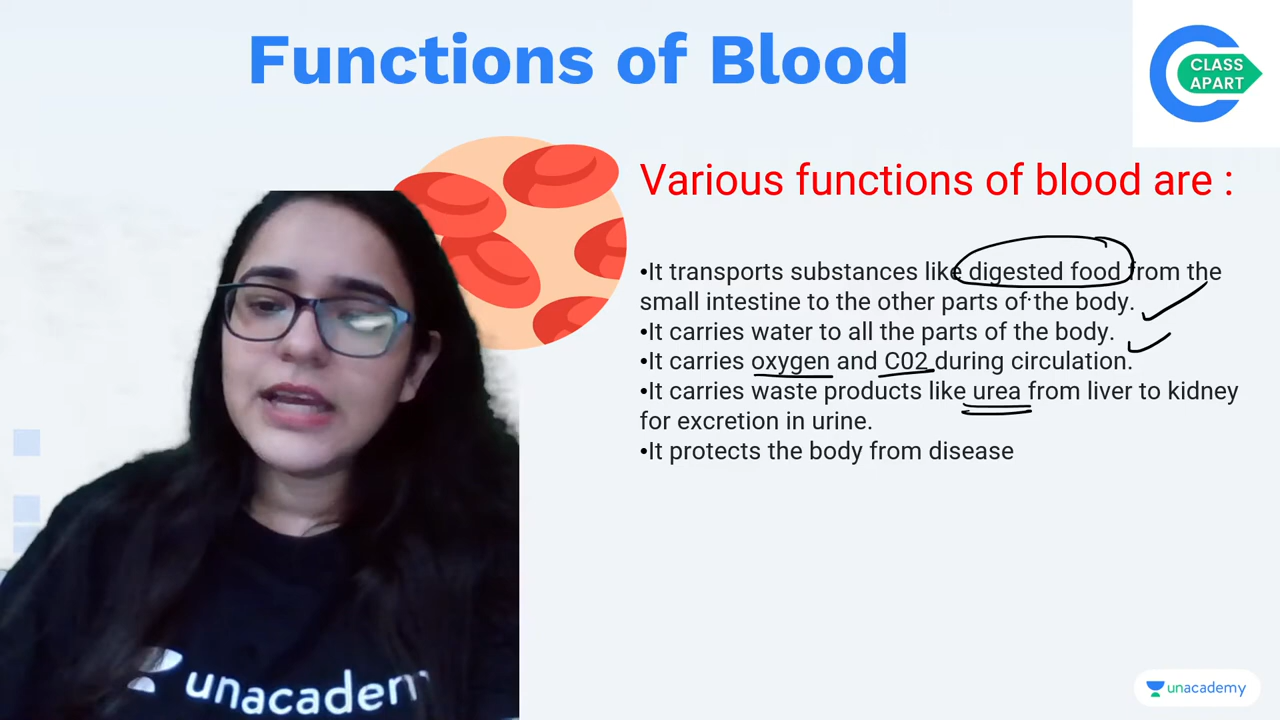 Functions of Blood
CLASS
APART
Various functions of blood are :
•It transports substances like digested food from the
small intestine to the other parts of the body.
•It carries water to all the parts of the body.
•It carries oxygen and C02 during circulation.
•It carries waste products like urea from liver to kidney
for excretion in urine.
•It protects the body from disease
unacademy
unacademy